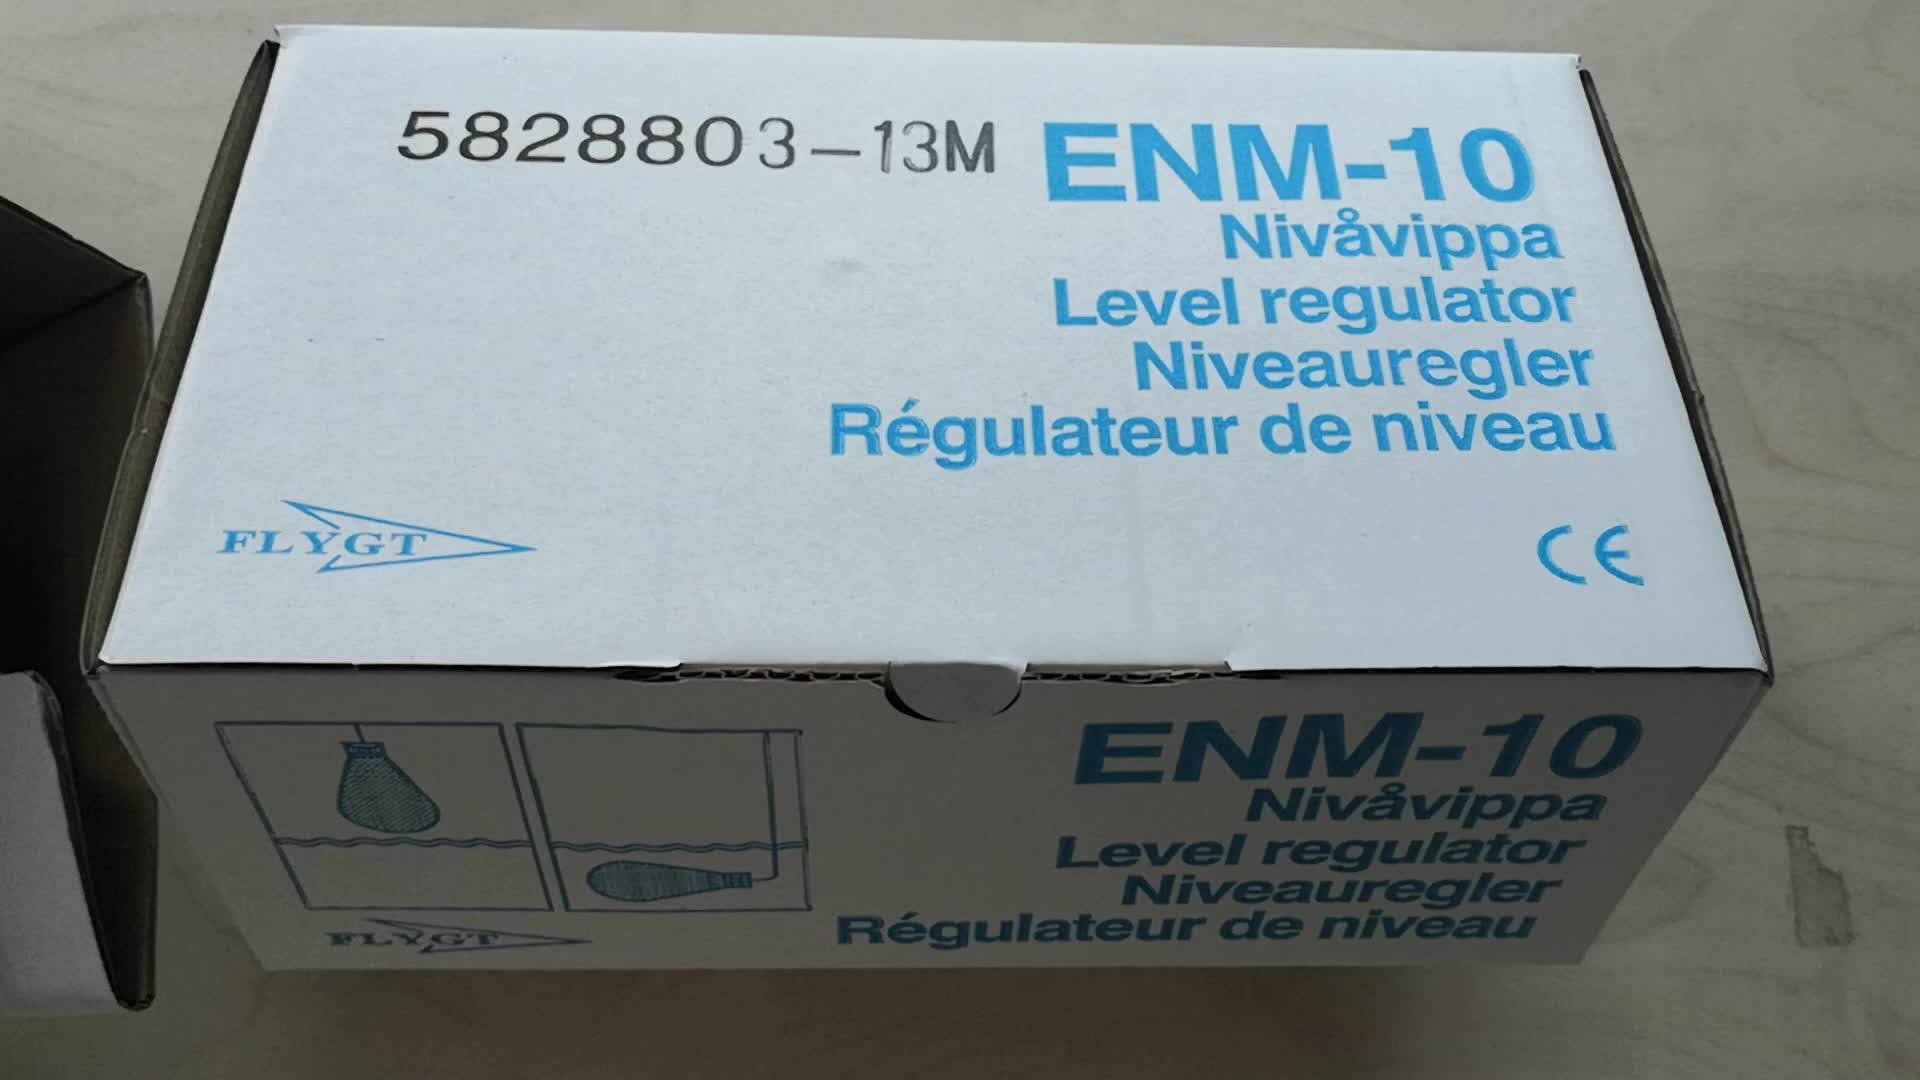 5828803-13M ENM-10
Nivåvippa
Level regulator
Niveauregler
Régulateur de niveau
FLYGT
CE
ENM-10
Nivåvippa
Level regulator
Niveauregler
Régulateur de niveau
FLYGT